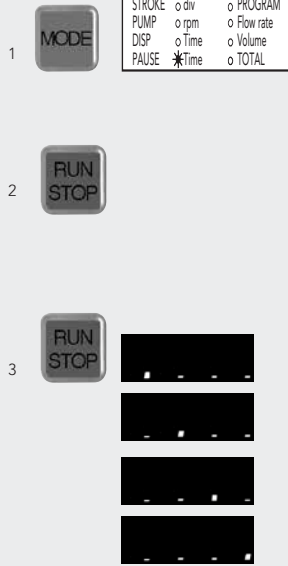 STROKE o div o PROGRAM
PUMP o rpm o Flow rate
DISP o Time o Volume
PAUSE Time o TOTAL
1 MODE
2 RUN
STOP
3 RUN
STOP